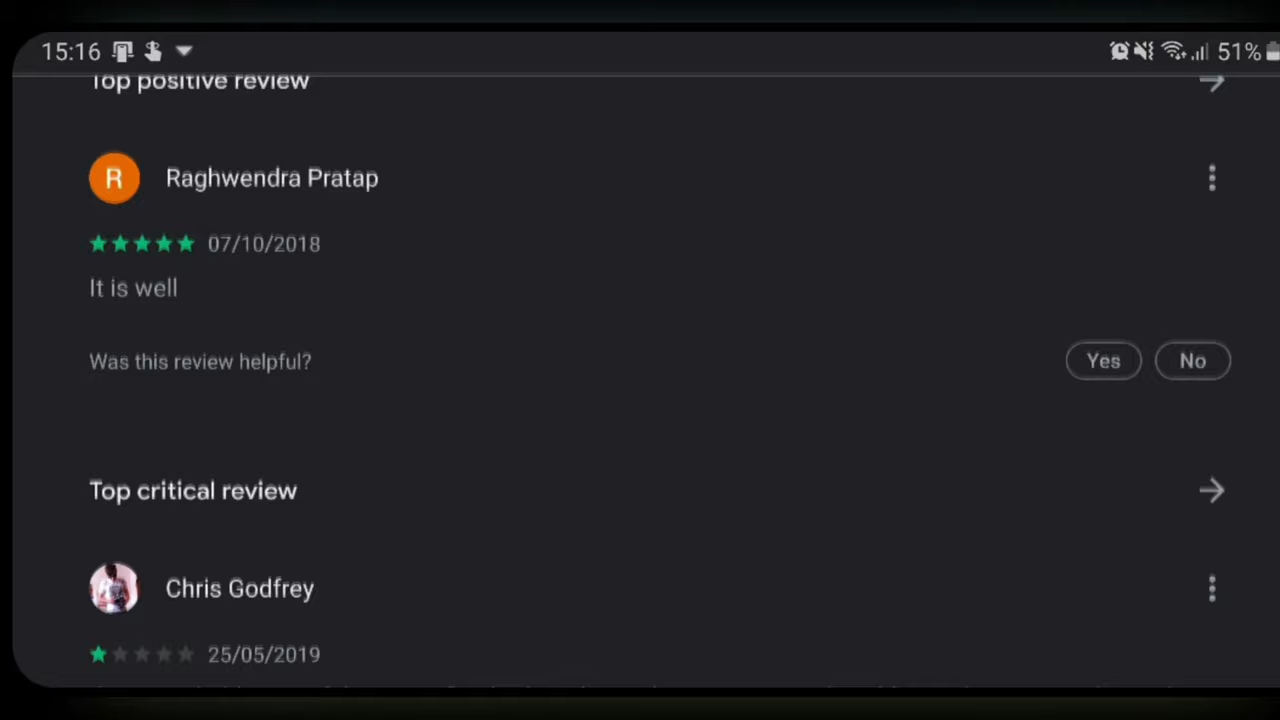 15:16 51%
Top positive review
R Raghwendra Pratap
07/10/2018
It is well
Was this review helpful? Yes No
Top critical review
Chris Godfrey
25/05/2019